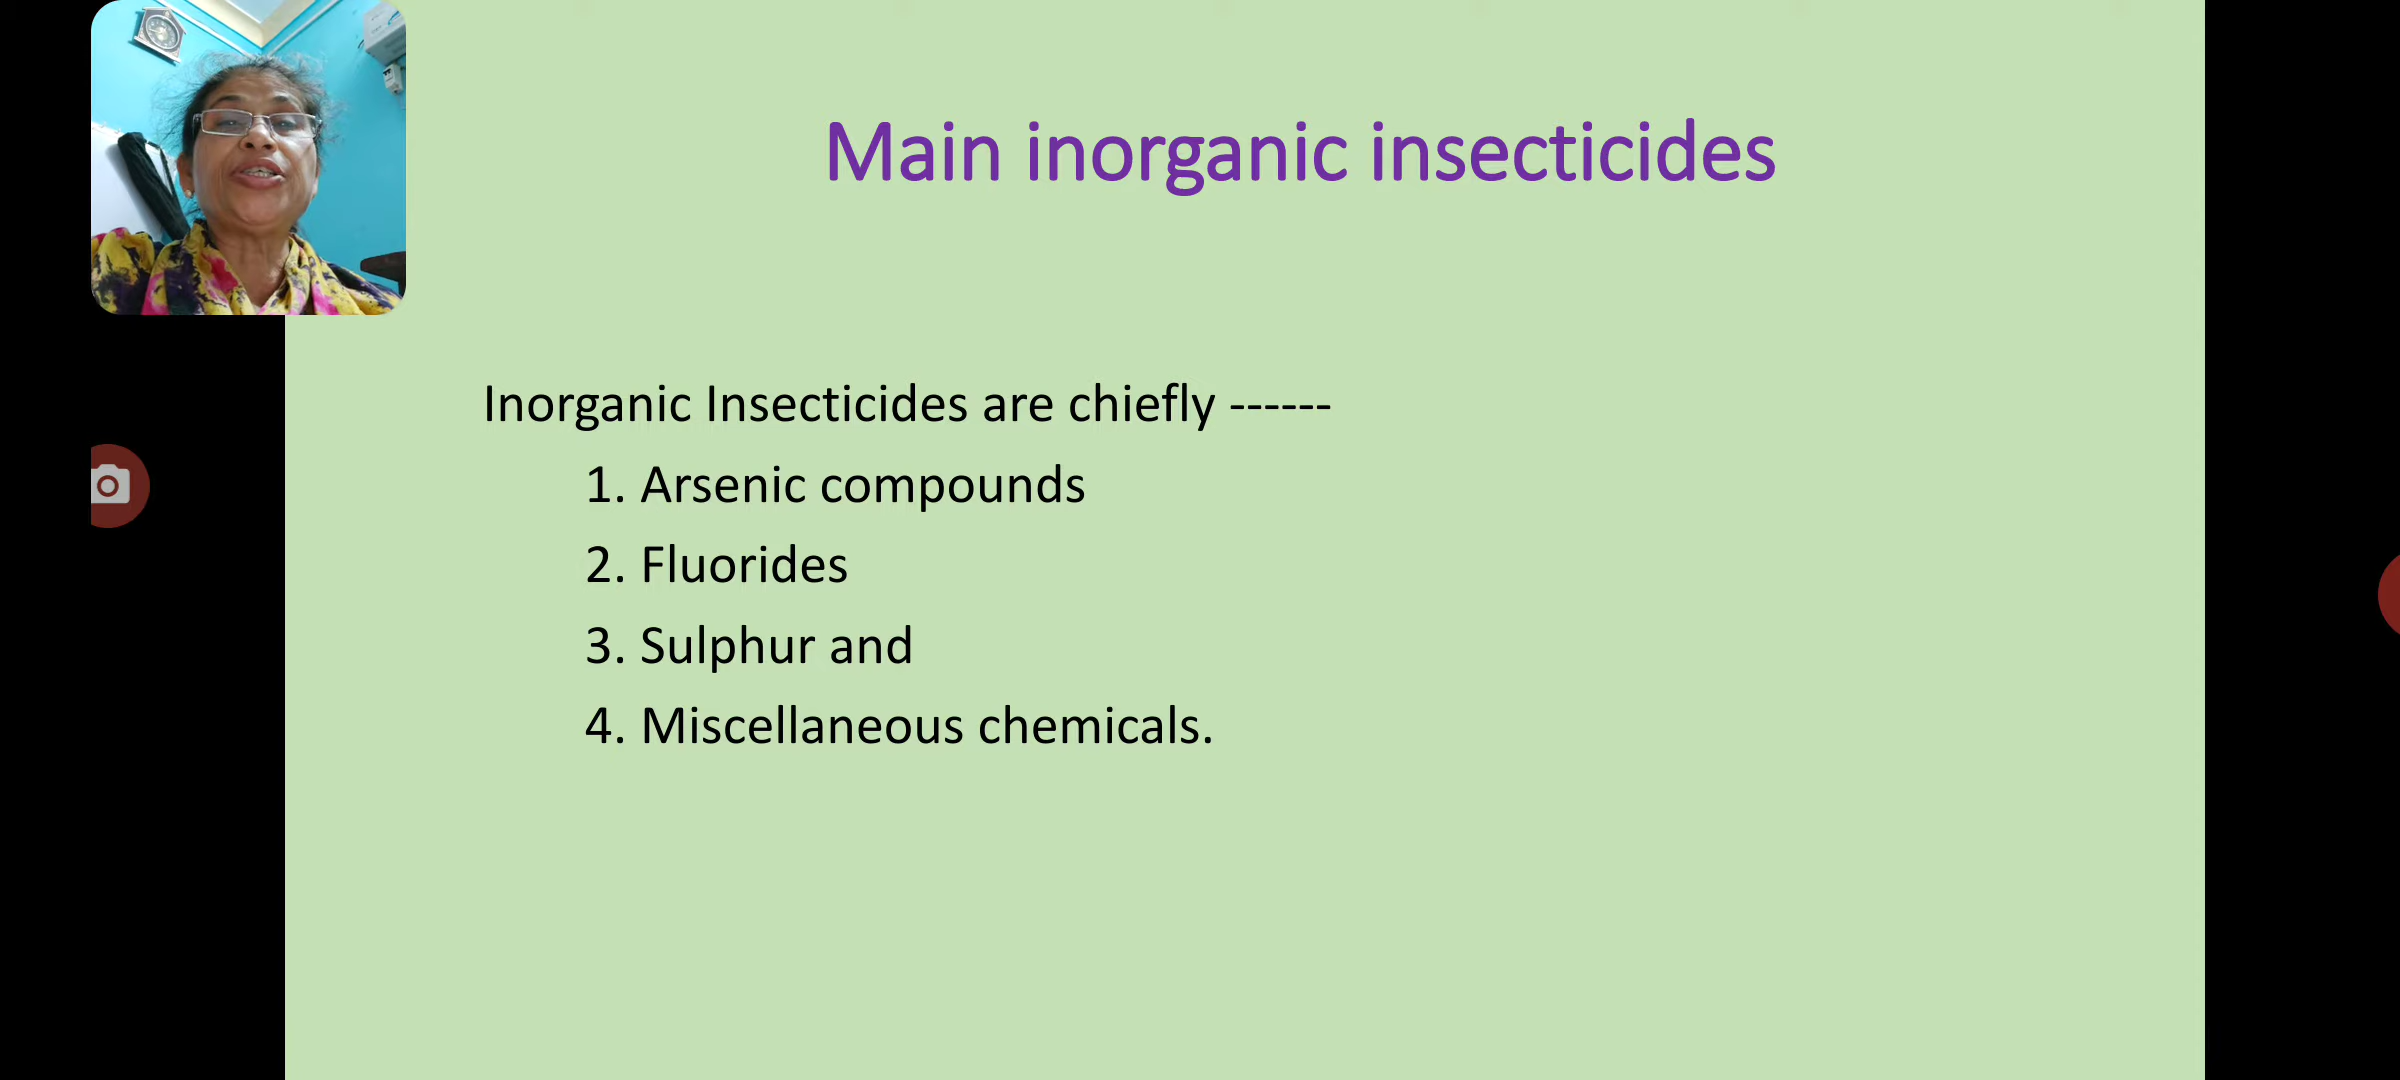 Main inorganic insecticides
Inorganic Insecticides are chiefly ------
1. Arsenic compounds
2. Fluorides
3. Sulphur and
4. Miscellaneous chemicals.